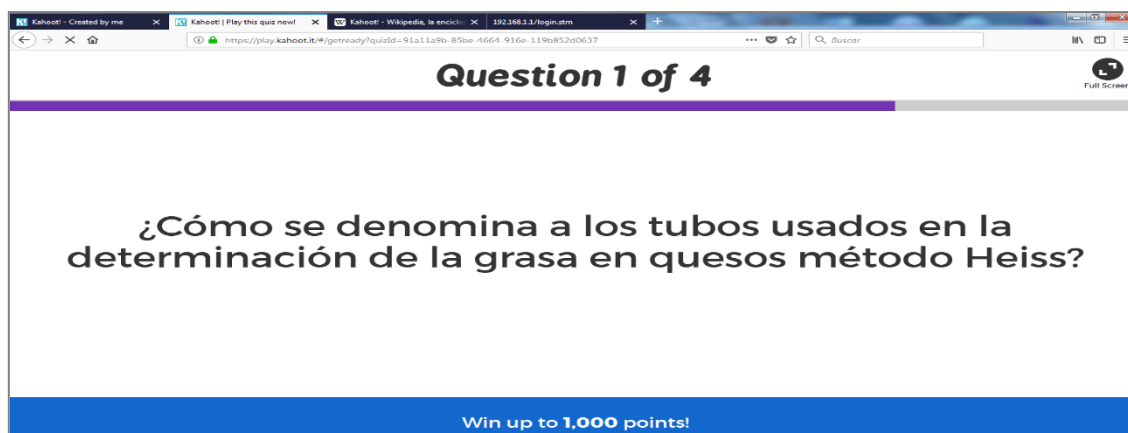 Kahoot! - Created by me
Kahoot! | Play this quiz now!
Kahoot! - Wikipedia, la enciclo
192.168.1.1/login.stm
https://play.kahoot.it/#/getready?quizId=91a11a9b-85be-4664-916e-119b852d0637
Buscar
Question 1 of 4
Full Screen
¿Cómo se denomina a los tubos usados en la
determinación de la grasa en quesos método Heiss?
Win up to 1,000 points!